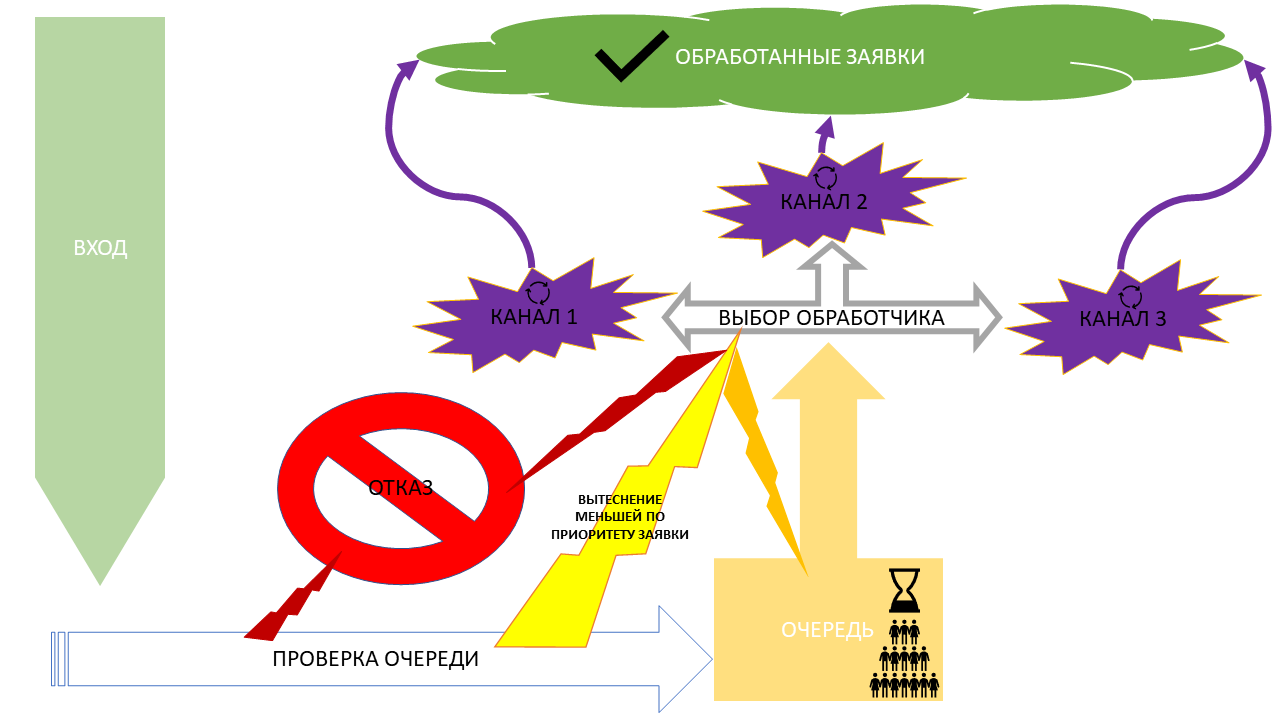 ОБРАБОТАННЫЕ ЗАЯВКИ
КАНАЛ 2
ВХОД
КАНАЛ 1
ВЫБОР ОБРАБОТЧИКА
КАНАЛ 3
ОТКАЗ
ВЫТЕСНЕНИЕ
МЕНЬШЕЙ ПО
ПРИОРИТЕТУ ЗАЯВКИ
ОЧЕРЕДЬ
ПРОВЕРКА ОЧЕРЕДИ